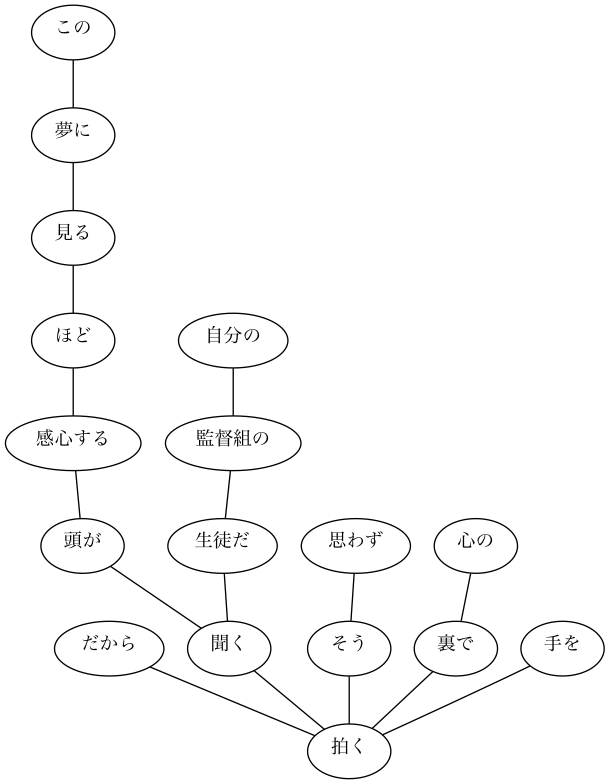 この
夢に
見る
ほど
自分の
感心する
監督組の
頭が
生徒だ
思わず
心の
だから
聞く
そう
裏で
手を
拍く